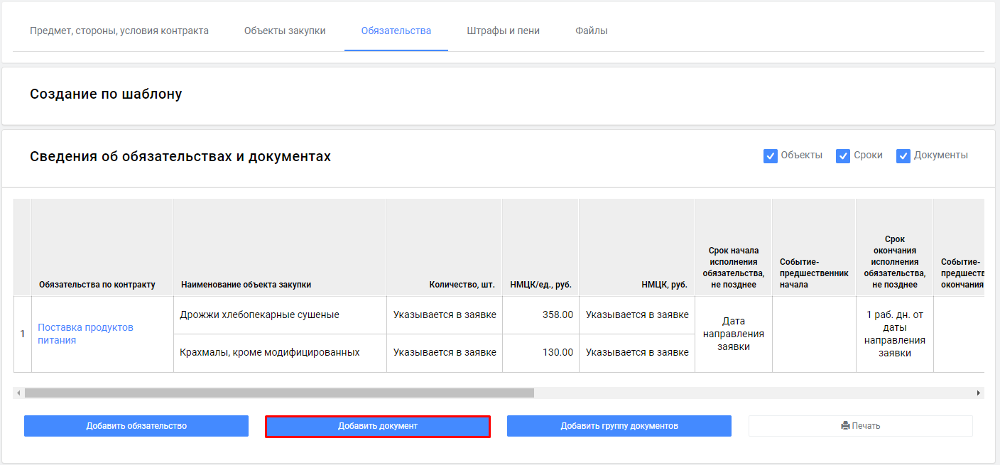 Предмет, стороны, условия контракта Объекты закупки Обязательства Штрафы и пени Файлы
Создание по шаблону
Сведения об обязательствах и документах Объекты Сроки Документы
Обязательства по контракту
Наименование объекта закупки
Количество, шт.
НМЦК/ед., руб.
НМЦК, руб.
Срок начала
исполнения
обязательства,
не позднее
Событие-
предшественник
начала
Срок
окончания
исполнения
обязательства,
не позднее
Событие-
предшеств
окончания
1
Поставка продуктов
питания
Дрожжи хлебопекарные сушеные
Указывается в заявке
358.00
Указывается в заявке
Крахмалы, кроме модифицированных
Указывается в заявке
130.00
Указывается в заявке
Дата
направления
заявки
1 раб. дн. от
даты
направления
заявки
Добавить обязательство Добавить документ Добавить группу документов Печать